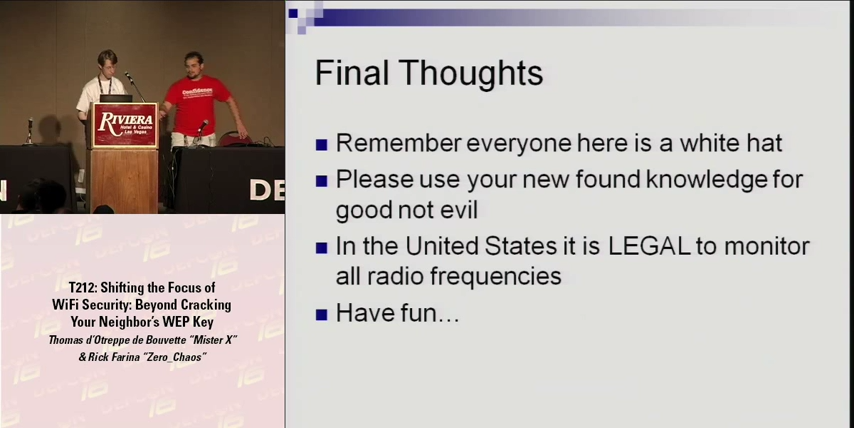 Confidence
RIVIERA
Hotel & Casino
Las Vegas
N
DE
T212: Shifting the Focus of
WiFi Security: Beyond Cracking
Your Neighbor's WEP Key
Thomas d'Otreppe de Bouvette "Mister X"
& Rick Farina "Zero_Chaos"
Final Thoughts
Remember everyone here is a white hat
Please use your new found knowledge for
good not evil
In the United States it is LEGAL to monitor
all radio frequencies
Have fun…